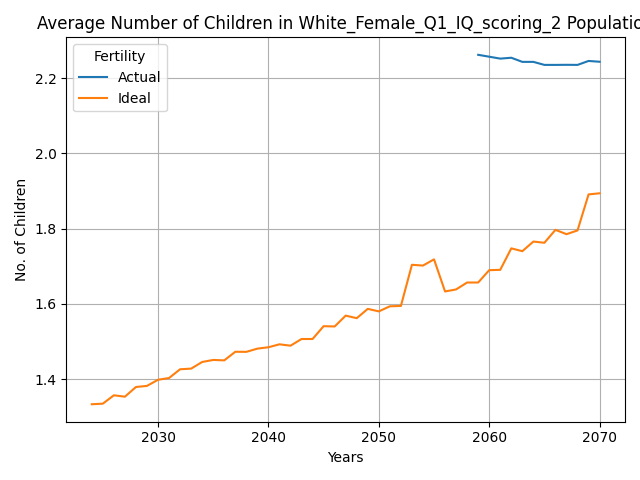 Average Number of Children in White_Female_Q1_IQ_scoring_2 Populatio
Fertility
Actual
Ideal
No. of Children
2.2
2.0
1.8
1.6
1.4
2030 2040 2050 2060 2070
Years